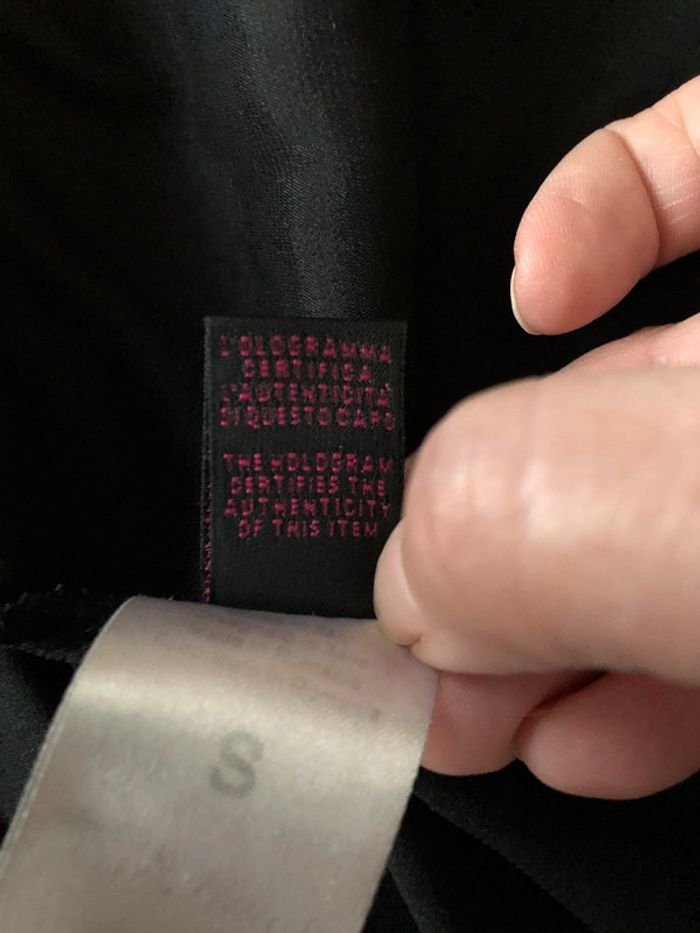 L'OLOGRAMMA
CERTIFICA
L'AUTENTICITÀ
DI QUESTO CAPO
THE HOLOGRAM
CERTIFIES THE
AUTHENTICITY
OF THIS ITEM
S